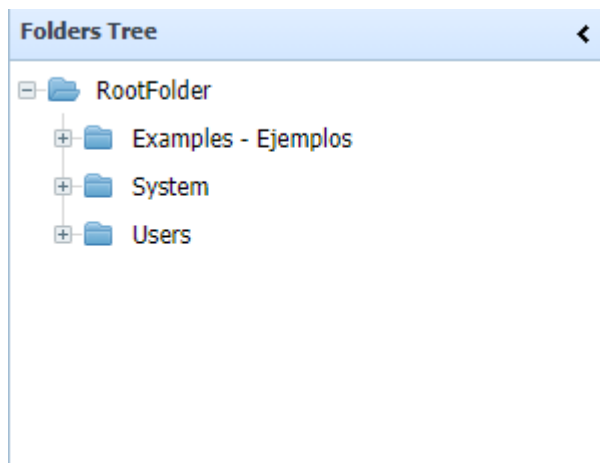 Folders Tree
RootFolder
Examples - Ejemplos
System
Users